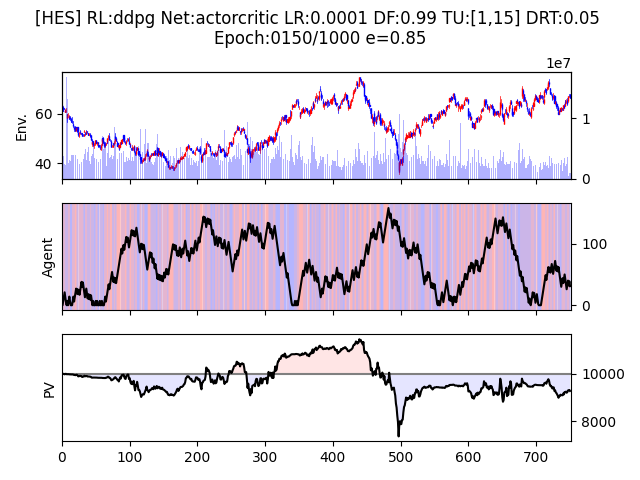 [HES] RL:ddpg Net:actorcritic LR:0.0001 DF:0.99 TU:[1,15] DRT:0.05
Epoch:0150/1000 e=0.85
1e7
Env.
60
40
1
0
Agent
100
0
PV
10000
8000
0 100 200 300 400 500 600 700